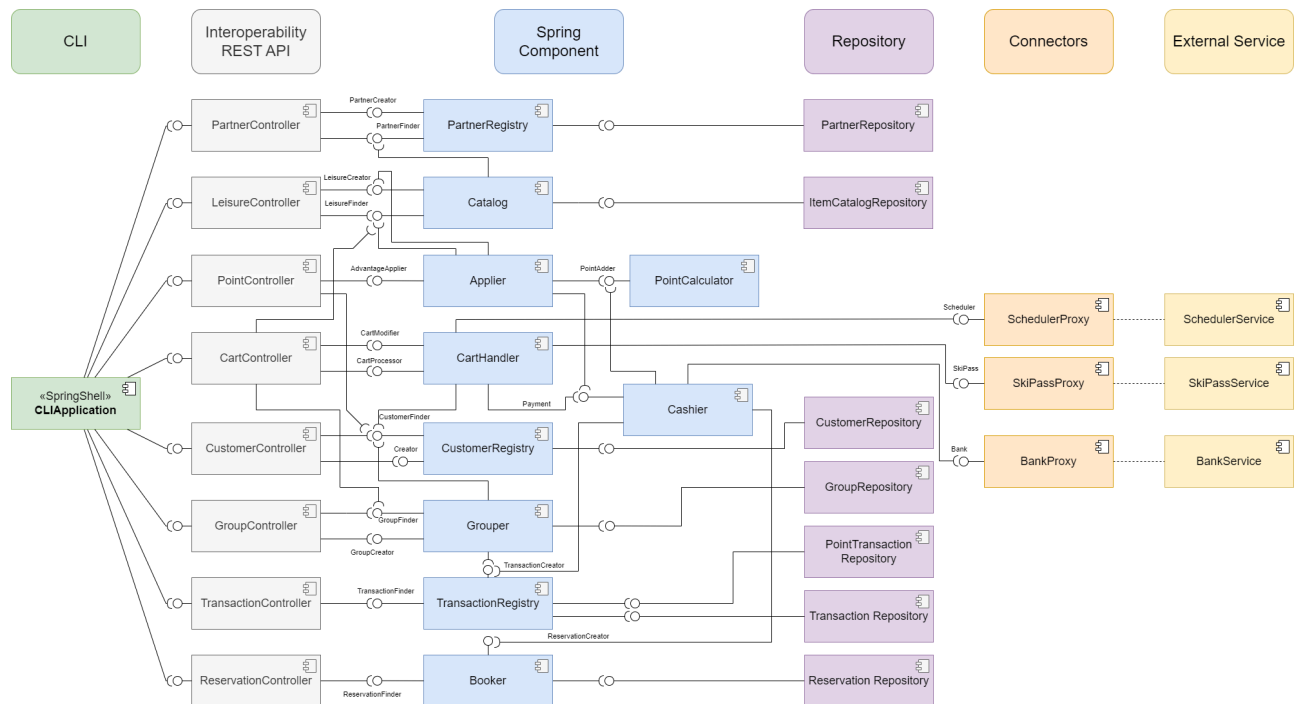 CLI
Interoperability
REST API
Spring
Component
Repository
Connectors
External Service
PartnerCreator
PartnerController
PartnerFinder
PartnerRegistry
PartnerRepository
LeisureCreator
LeisureController
LeisureFinder
Catalog
ItemCatalogRepository
PointController
AdvantageApplier
Applier
PointAdder
PointCalculator
Scheduler
SchedulerProxy
SchedulerService
CartModifier
CartController
CartProcessor
CartHandler
SkiPass
SkiPassProxy
SkiPassService
«SpringShell»
CLIApplication
Payment
Cashier
CustomerFinder
CustomerRepository
CustomerController
Creator
CustomerRegistry
Bank
BankProxy
BankService
GroupRepository
GroupController
GroupFinder
Grouper
GroupCreator
PointTransaction
Repository
TransactionCreator
TransactionFinder
TransactionController
TransactionRegistry
Transaction Repository
ReservationCreator
ReservationController
ReservationFinder
Booker
Reservation Repository